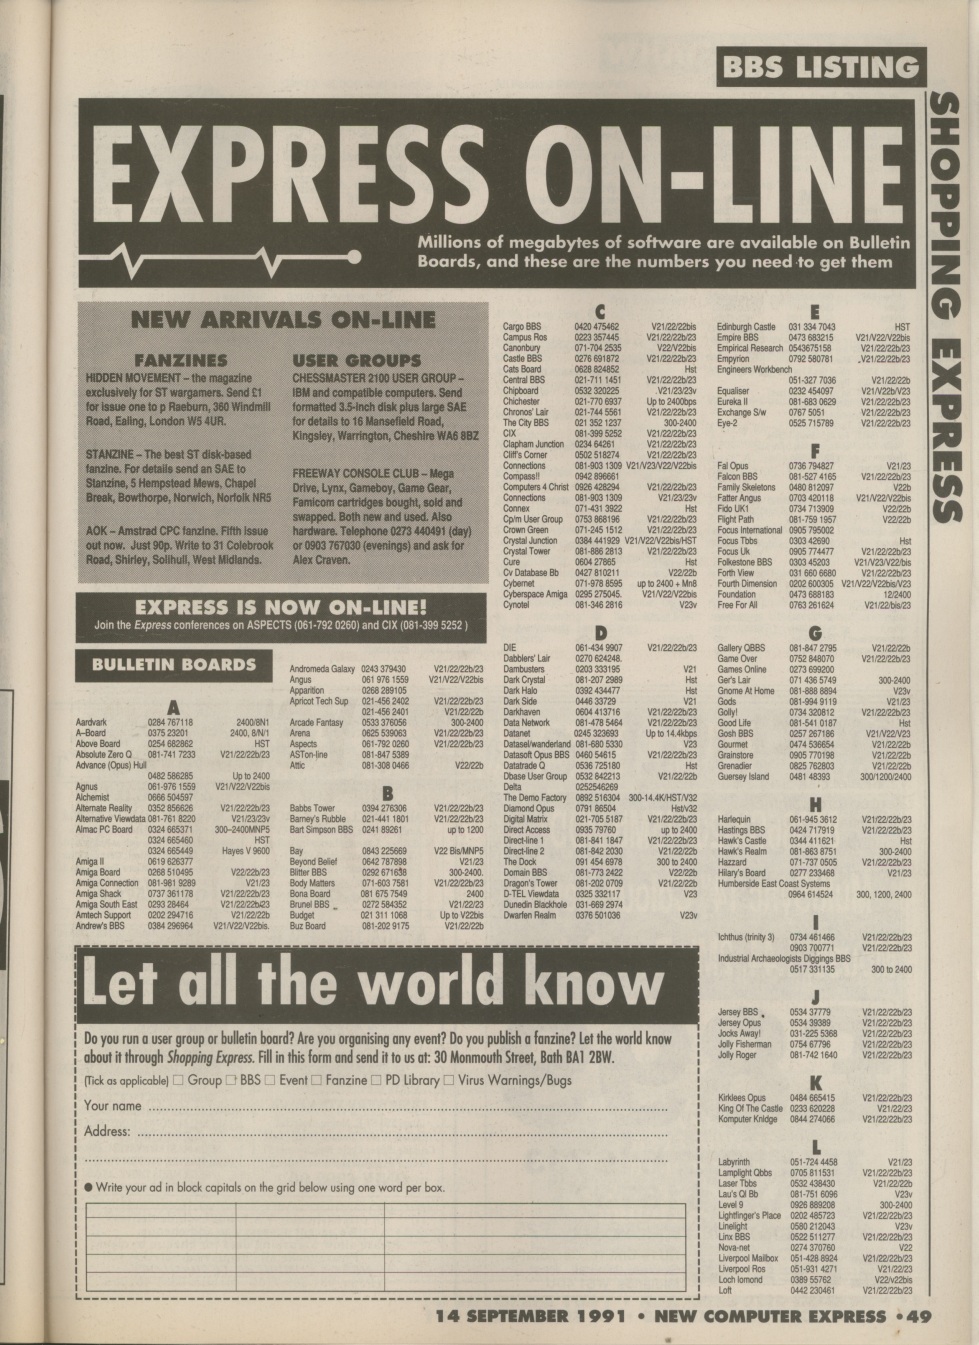 BBS LISTING
SHOPPING EXPRESS
EXPRESS ON-LINE
Millions of megabytes of software are available on Bulletin
Boards, and these are the numbers you need to get them
NEW ARRIVALS ON-LINE
FANZINES
HIDDEN MOVEMENT – the magazine
exclusively for ST wargamers. Send £1
for issue one to p Raeburn, 360 Windmill
Road, Ealing, London W5 4UR.
STANZINE – The best ST disk-based
fanzine. For details send an SAE to
Stanzine, 5 Hempstead Mews, Chapel
Break, Bowthorpe, Norwich, Norfolk NR5
AOK – Amstrad CPC fanzine. Fifth issue
out now. Just 90p. Write to 31 Colebrook
Road, Shirley, Solihull, West Midlands.
USER GROUPS
CHESSMASTER 2100 USER GROUP –
IBM and compatible computers. Send
formatted 3.5-inch disk plus large SAE
for details to 16 Mansefield Road,
Kingsley, Warrington, Cheshire WA6 8BZ
FREEWAY CONSOLE CLUB – Mega
Drive, Lynx, Gameboy, Game Gear,
Famicom cartridges bought, sold and
swapped. Both new and used. Also
hardware. Telephone 0273 440491 (day)
or 0903 767030 (evenings) and ask for
Alex Craven.
EXPRESS IS NOW ON-LINE!
Join the Express conferences on ASPECTS (061-792 0260) and CIX (081-399 5252 )
BULLETIN BOARDS
A
Aardvark 0284 767118 2400/8N1
A–Board 0375 23201 2400, 8/N/1
Above Board 0254 682862 HST
Absolute Zero Q 081-741 7233 V21/22/22b/23
Advance (Opus) Hull
0482 586285 Up to 2400
Agnus 061-976 1559 V21/V22/V22bis
Alchemist 0666 504597
Alternate Reality 0352 856626 V21/22/22b/23
Alternative Viewdata 081-761 8220 V21/23/23v
Almac PC Board 0324 665371 300–2400MNP5
0324 665460 HST
0324 665449 Hayes V 9600
Amiga II 0619 626377 V22/22b/23
Amiga Board 0268 510495 V22/22b/23
Amiga Connection 081-981 9289 V21/23
Amiga Shack 0737 361178 V21/22/22b/23
Amiga South East 0293 28464 V21/22/22b23
Amtech Support 0202 294716 V21/22/22b
Andrew's BBS 0384 296964 V21/V22/V22bis.
Andromeda Galaxy 0243 379430 V21/22/22b/23
Angus 061 976 1559 V21/V22/V22bis
Apparition 0268 289105
Apricot Tech Sup 021-456 2402 V21/22/22b/23
021-456 2401 V21/22/22b
Arcade Fantasy 0533 376056 300-2400
Arena 0625 539063 V21/22/22b/23
Aspects 061-792 0260 V21/22/22b/23
ASTon-line 081-847 5389
Attic 081-308 0466 V22/22b
B
Babbs Tower 0394 276306 V21/22/22b/23
Barney's Rubble 021-441 1801 V21/22/22b/23
Bart Simpson BBS 0241 89261 up to 1200
Bay 0843 225669 V22 Bis/MNP5
Beyond Belief 0642 787898 V21/23
Blitter BBS 0292 671638 300-2400.
Body Matters 071-603 7581 V21/22/22b/23
Bona Board 081 675 7549 2400
Brunel BBS 0272 584352 V21/22/23
Budget 021 311 1068 Up to V22bis
Buz Board 081-202 9175 V21/22/22b
C
Cargo BBS 0420 475462 V21/22/22bis
Campus Ros 0223 357445 V21/22/22b/23
Canonbury 071-704 2535 V22/V22bis
Castle BBS 0276 691872 V21/22/22b/23
Cats Board 0628 824852 Hst
Central BBS 021-711 1451 V21/22/22b/23
Chipboard 0532 320225 V21/23/23v
Chichester 021-770 6937 Up to 2400bps
Chronos' Lair 021-744 5561 V21/22/22b/23
The City BBS 021 352 1237 300-2400
CIX 081-399 5252 V21/22/22b/23
Clapham Junction 0234 64261 V21/22/22b/23
Cliff's Corner 0502 518274 V21/22/22b/23
Connections 081-903 1309 V21/V23/V22/V22bis
Compass!! 0942 896661
Computers 4 Christ 0926 428294 V21/22/22b/23
Connections 081-903 1309 V21/23/23v
Connex 071-431 3922 Hst
Cp/m User Group 0753 868196 V21/22/22b/23
Crown Green 071-245 1512 V21/22/22b/23
Crystal Junction 0384 441929 V21/V22/V22bis/HST
Crystal Tower 081-886 2813 V21/22/22b/23
Cure 0604 27865 Hst
Cv Database Bb 0427 810211 V22/22b
Cybernet 071-978 8595 up to 2400 + Mn8
Cyberspace Amiga 0295 275045. V21/V22/V22bis
Cynotel 081-346 2816 V23v
D
DIE 061-434 9907 V21/22/22b/23
Dabblers' Lair 0270 624248.
Dambusters 0203 333195 V21
Dark Crystal 081-207 2989 Hst
Dark Halo 0392 434477 Hst
Dark Side 0446 33729 V21
Darkhaven 0604 413716 V21/22/22b/23
Data Network 081-478 5464 V21/22/22b/23
Datanet 0245 323693 Up to 14.4kbps
Datasel/wanderland 081-680 5330 V23
Datasoft Opus BBS 0480 54615 V21/22/22b/23
Datatrade Q 0536 725180 Hst
Dbase User Group 0532 842213 V21/22/22b
Delta 0252546269
The Demo Factory 0892 516304 300-14.4K/HST/V32
Diamond Opus 0791 86504 Hst/v32
Digital Matrix 021-705 5187 V21/22/22b/23
Direct Access 0935 79760 up to 2400
Direct-line 1 081-841 1847 V21/22/22b/23
Direct-line 2 081-842 2030 V21/22/22b
The Dock 091 454 6978 300 to 2400
Domain BBS 081-773 2422 V22/22b
Dragon's Tower 081-202 0709 V21/22/22b
D-TEL Viewdata 0325 332117 V23
Dunedin Blackhole 031-669 2974
Dwarfen Realm 0376 501036 V23v
E
Edinburgh Castle 031 334 7043 HST
Empire BBS 0473 683215 V21/V22/V22bis
Empirical Research 0543675158 V21/22/22b/23
Empyrion 0792 580781 V21/22/22b/23
Engineers Workbench
051-327 7036 V21/22/22b
Equaliser 0232 454097 V21/V22b/V23
Eureka II 081-683 0629 V21/22/22b/23
Exchange S/w 0767 5051 V21/22/22b/23
Eye-2 0525 715789 V21/22/22b/23
F
Fal Opus 0736 794827 V21/23
Falcon BBS 081-527 4165 V21/22/22b/23
Family Skeletons 0480 812097 V22b
Fatter Angus 0703 420118 V21/V22/V22bis
Fido UK1 0734 713909 V22/22b
Flight Path 081-759 1957 V22/22b
Focus International 0905 795002
Focus Tbbs 0303 42690 Hst
Focus Uk 0905 774477 V21/22/22b/23
Folkestone BBS 0303 45203 V21/V23/V22/bis
Forth View 031 660 6680 V21/22/22b/23
Fourth Dimension 0202 600305 V21/V22/V22bis/V23
Foundation 0473 688183 12/2400
Free For All 0763 261624 V21/22/bis/23
G
Gallery QBBS 081-847 2795 V21/22/22b
Game Over 0752 848070 V21/22/22b/23
Games Online 0273 699200
Ger's Lair 071 436 5749 300-2400
Gnome At Home 081-888 8894 V23v
Gods 081-994 9119 V21/23
Golly! 0734 320812 V21/22/22b/23
Good Life 081-541 0187 Hst
Gosh BBS 0257 267186 V21/V22/V23
Gourmet 0474 536654 V21/22/22b
Grainstore 0905 770198 V21/22/22b
Grenadier 0825 762803 V21/22/22b
Guersey Island 0481 48393 300/1200/2400
H
Harlequin 061-945 3612 V21/22/22b/23
Hastings BBS 0424 717919 V21/22/22b/23
Hawk's Castle 0344 411621 Hst
Hawk's Realm 081-863 8751 300-2400
Hazzard 071-737 0505 V21/22/22b/23
Hilary's Board 0277 233468 V21/23
Humberside East Coast Systems
0964 614524 300, 1200, 2400
I
Ichthus (trinity 3) 0734 461466 V21/22/22b/23
0903 700771 V21/22/22b/23
Industrial Archaeologists Diggings BBS
0517 331135 300 to 2400
J
Jersey BBS 0534 37779 V21/22/22b/23
Jersey Opus 0534 39389 V21/22/22b/23
Jocks Away! 031-225 5368 V21/22/22b/23
Jolly Fisherman 0754 67796 V21/22/22b/23
Jolly Roger 081-742 1640 V21/22/22b/23
K
Kirklees Opus 0484 665415 V21/22/22b/23
King Of The Castle 0233 620228 V21/22/23
Komputer Knidge 0844 274066 V21/22/22b/23
L
Labyrinth 051-724 4458 V21/23
Lamplight Qbbs 0705 811531 V21/22/22b/23
Laser Tbbs 0532 438430 V21/22/22b
Lau's Ql Bb 081-751 6096 V23v
Level 9 0926 889208 300-2400
Lightfinger's Place 0202 485723 V21/22/22b/23
Linelight 0580 212043 V23v
Linx BBS 0522 511277 V21/22/22b/23
Nova-net 0274 370760 V22
Liverpool Mailbox 051-428 8924 V21/22/22b/23
Liverpool Ros 051-931 4271 V21/22/23
Loch lomond 0389 55762 V22/v22bis
Loft 0442 230461 V21/22/22b/23
Let all the world know
Do you run a user group or bulletin board? Are you organising any event? Do you publish a fanzine? Let the world know
about it through Shopping Express. Fill in this form and send it to us at: 30 Monmouth Street, Bath BA1 2BW.
(Tick as applicable) □ Group □ BBS □ Event □ Fanzine □ PD Library □ Virus Warnings/Bugs
Your name
Address:
● Write your ad in block capitals on the grid below using one word per box.
14 SEPTEMBER 1991 • NEW COMPUTER EXPRESS • 49